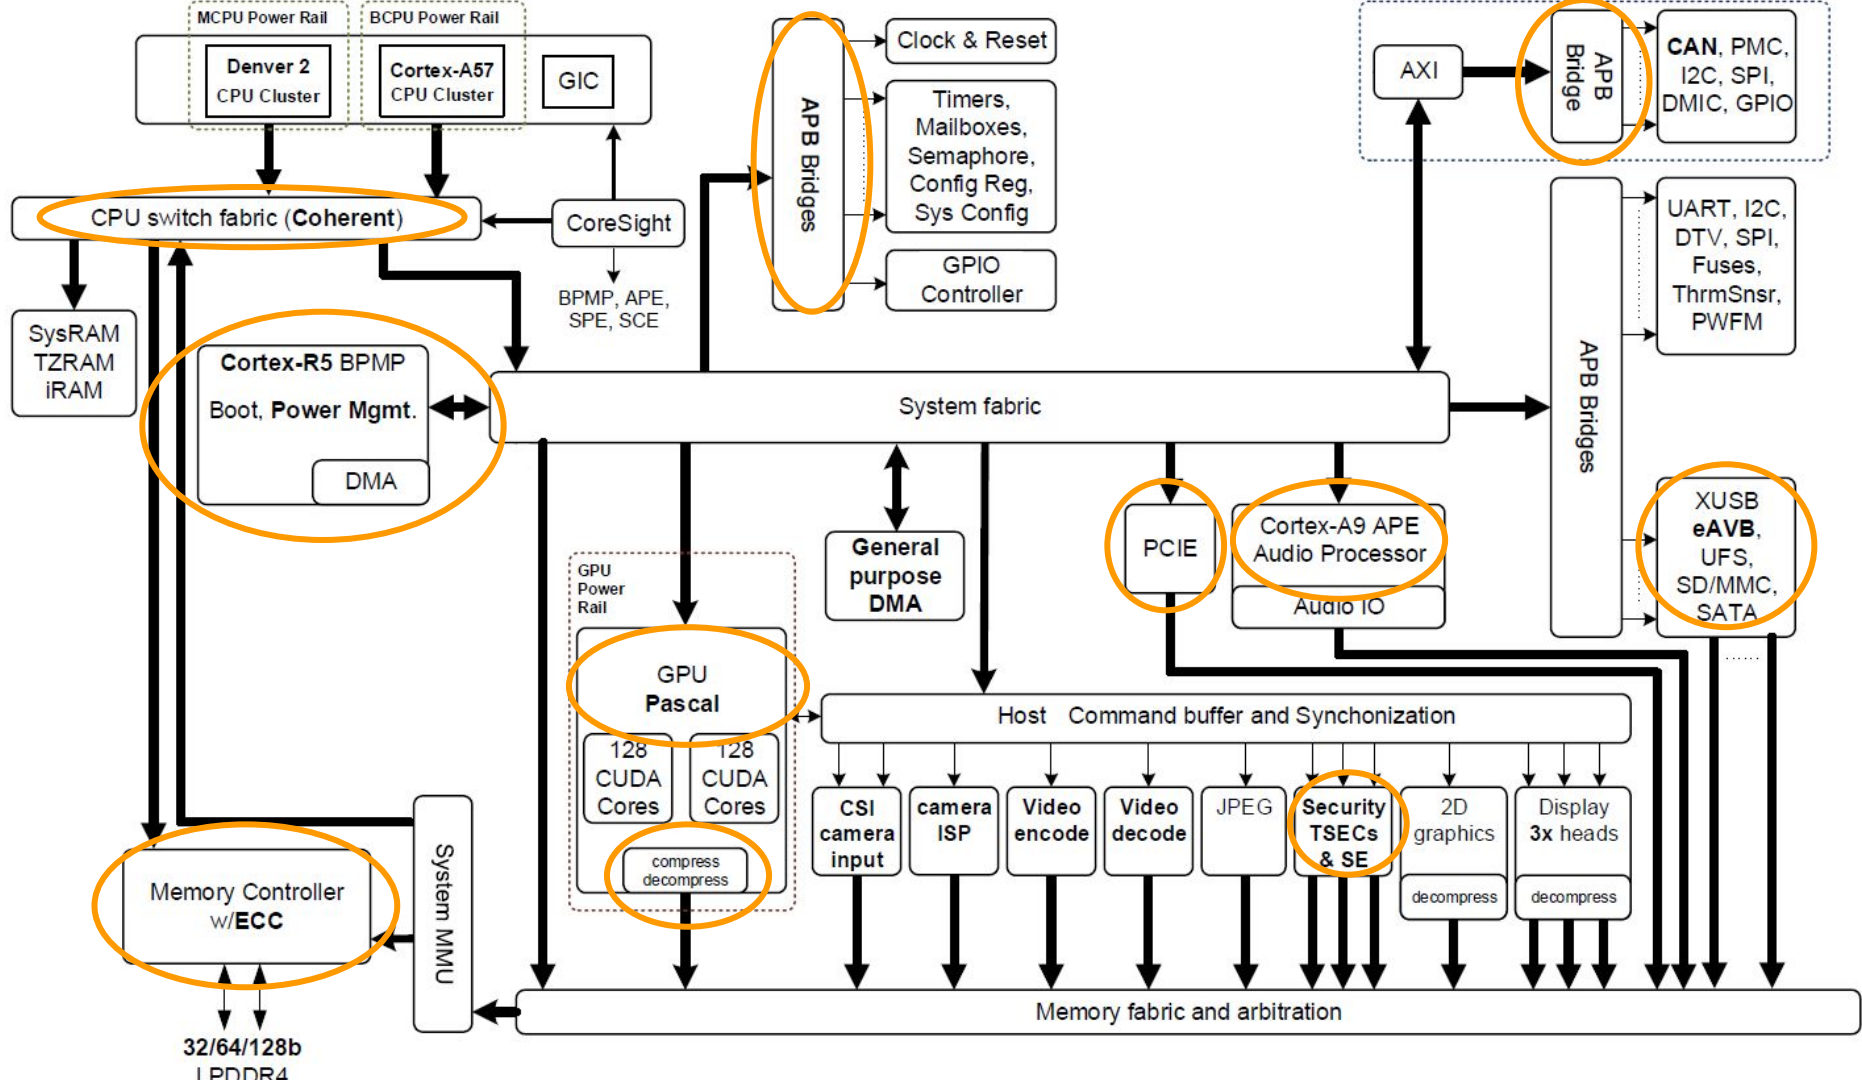 MCPU Power Rail
BCPU Power Rail
Denver 2
CPU Cluster
Cortex-A57
CPU Cluster
GIC
CPU switch fabric (Coherent)
CoreSight
BPMP, APE,
SPE, SCE
SysRAM
TZRAM
iRAM
Cortex-R5 BPMP
Boot, Power Mgmt.
DMA
APB Bridges
Clock & Reset
Timers,
Mailboxes,
Semaphore,
Config Reg,
Sys Config
GPIO
Controller
AXI
APB
Bridge
CAN, PMC,
I2C, SPI,
DMIC, GPIO
APB Bridges
UART, I2C,
DTV, SPI,
Fuses,
ThrmSnsr,
PWFM
XUSB
eAVB,
UFS,
SD/MMC,
SATA
System fabric
GPU
Power
Rail
GPU
Pascal
128
CUDA
Cores
128
CUDA
Cores
compress
decompress
General
purpose
DMA
PCIE
Cortex-A9 APE
Audio Processor
Audio IO
Host Command buffer and Synchonization
CSI
camera
input
camera
ISP
Video
encode
Video
decode
JPEG
Security
TSECs
& SE
2D
graphics
decompress
Display
3x heads
decompress
Memory Controller
w/ECC
System MMU
Memory fabric and arbitration
32/64/128b
LPDDR4